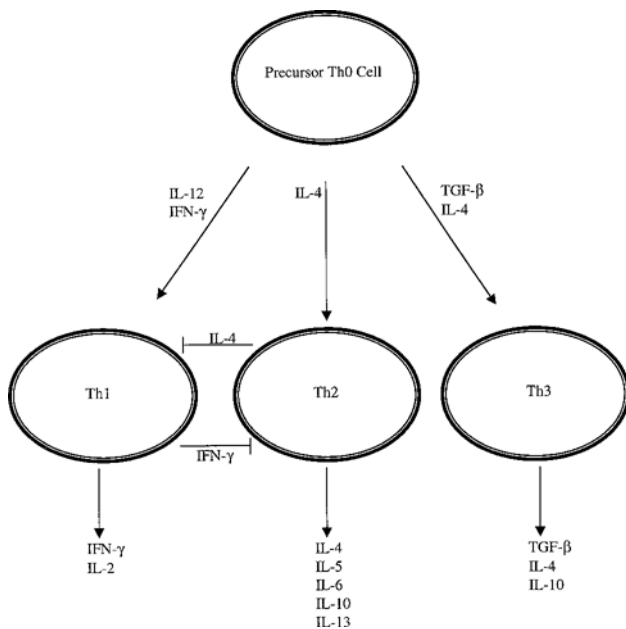 Precursor Th0 Cell
IL-12
IFN-γ
IL-4
TGF-β
IL-4
IL-4
Th1
Th2
Th3
IFN-γ
IFN-γ
IL-2
IL-4
IL-5
IL-6
IL-10
IL-13
TGF-β
IL-4
IL-10